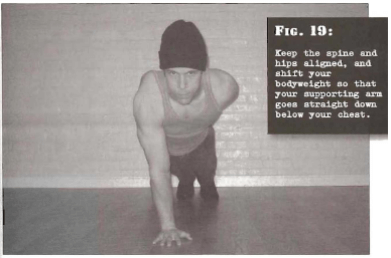 FIG. 19:
Keep the spine and
hips aligned, and
shift your
bodyweight so that
your supporting arm
goes straight down
below your chest.